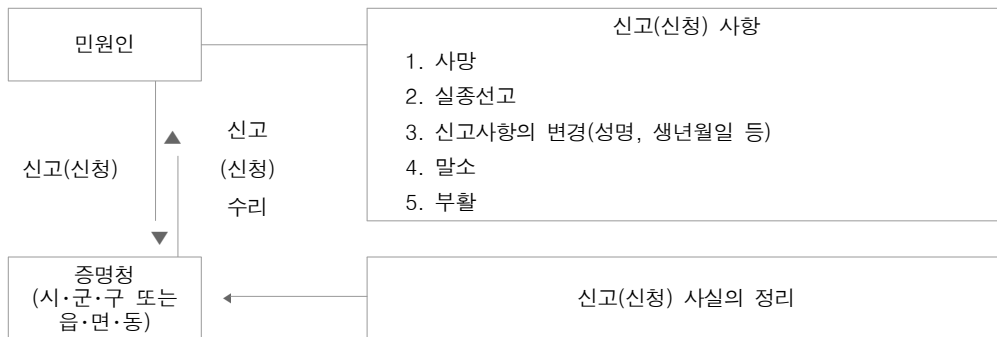 민원인
신고(신청) 사항
1. 사망
2. 실종선고
3. 신고사항의 변경(성명, 생년월일 등)
4. 말소
5. 부활
신고(신청)
신고
(신청)
수리
증명청
(시·군·구 또는
읍·면·동)
신고(신청) 사실의 정리